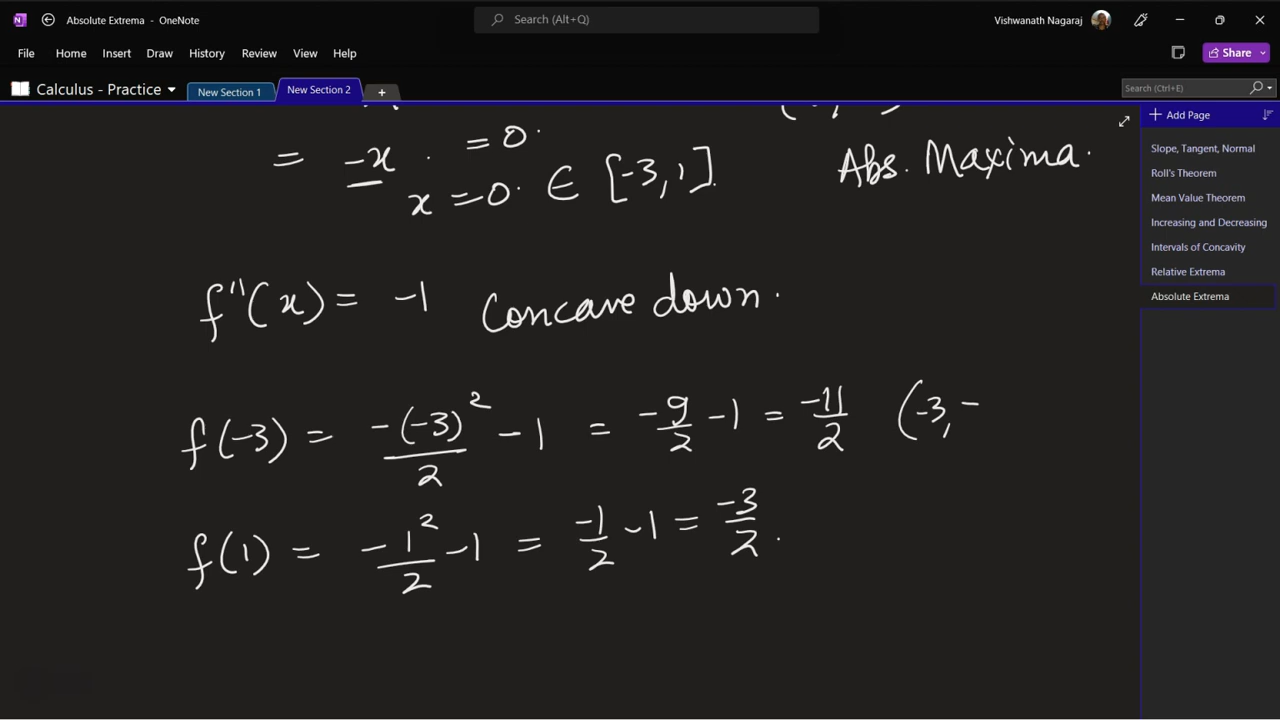 Absolute Extrema - OneNote
Search (Alt+Q)
Vishwanath Nagaraj
File Home Insert Draw History Review View Help
Share
Calculus - Practice
New Section 1
New Section 2
+
Search (Ctrl+E)
Add Page
Slope, Tangent, Normal
Roll's Theorem
Mean Value Theorem
Increasing and Decreasing
Intervals of Concavity
Relative Extrema
Absolute Extrema
= -x . = 0.
x = 0. ∈ [-3, 1].
Abs. Maxima.
f''(x) = -1 Concave down.
f(-3) = -(-3)²/2 - 1 = -9/2 - 1 = -11/2 (-3, -
f(1) = -1²/2 - 1 = -1/2 - 1 = -3/2.